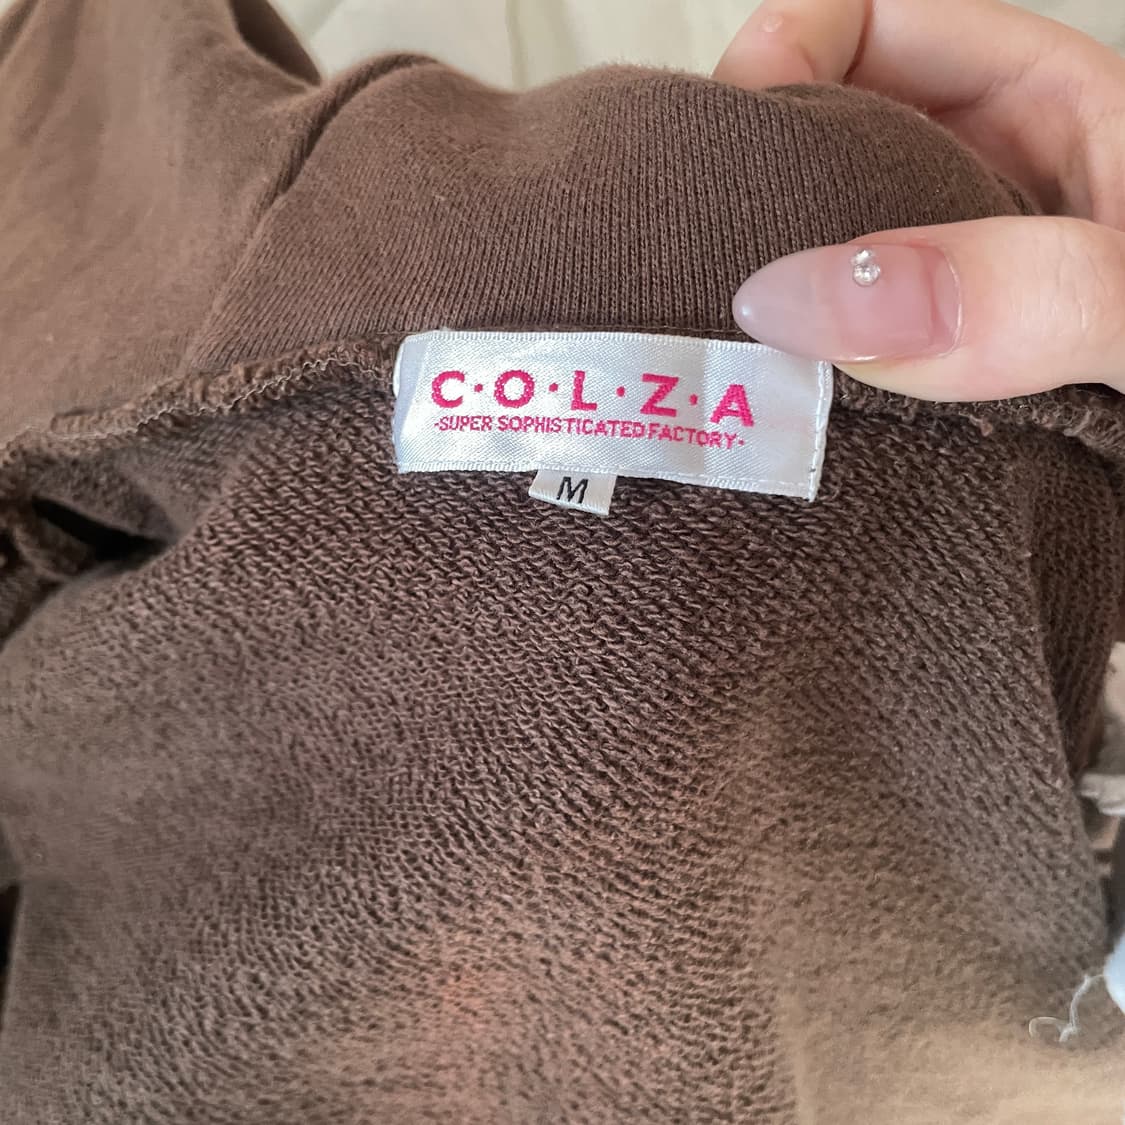 C·O·L·Z·A
-SUPER SOPHISTICATED FACTORY-
M